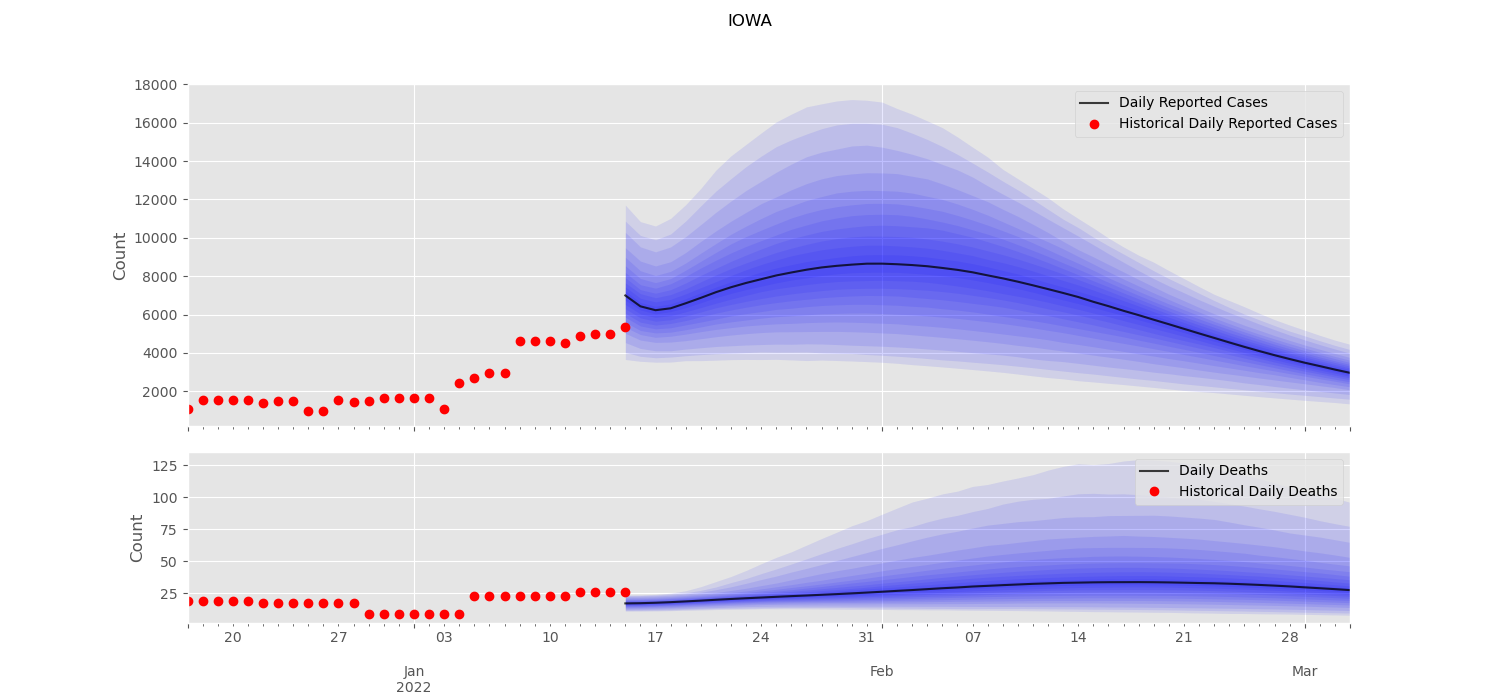 IOWA
18000
16000
14000
12000
10000
8000
6000
4000
2000
Count
Daily Reported Cases
Historical Daily Reported Cases
125
100
75
50
25
Count
Daily Deaths
Historical Daily Deaths
20 27 03 10 17 24 31 07 14 21 28
Jan Feb Mar
2022